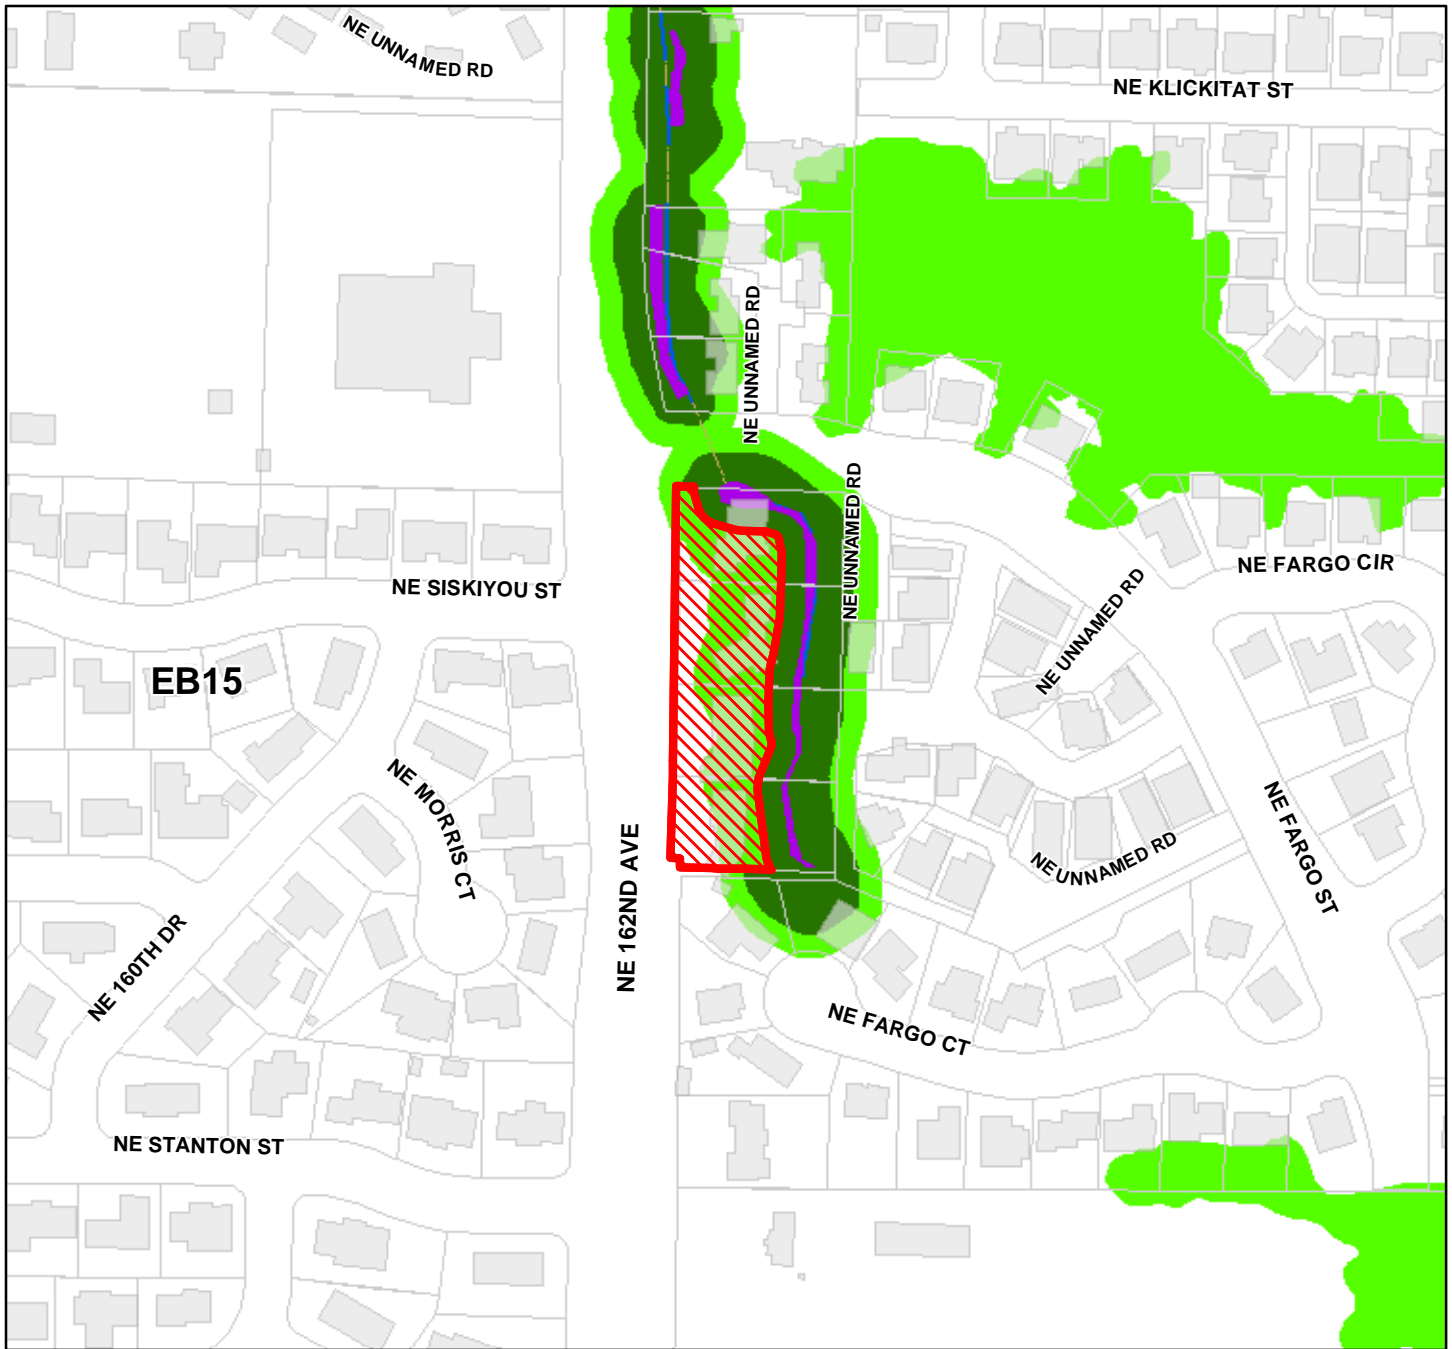 NE UNNAMED RD
NE KLICKITAT ST
NE UNNAMED RD
NE UNNAMED RD
NE FARGO CIR
NE SISKIYOU ST
NE UNNAMED RD
EB15
NE MORRIS CT
NE FARGO ST
NE UNNAMED RD
NE 162ND AVE
NE 160TH DR
NE FARGO CT
NE STANTON ST